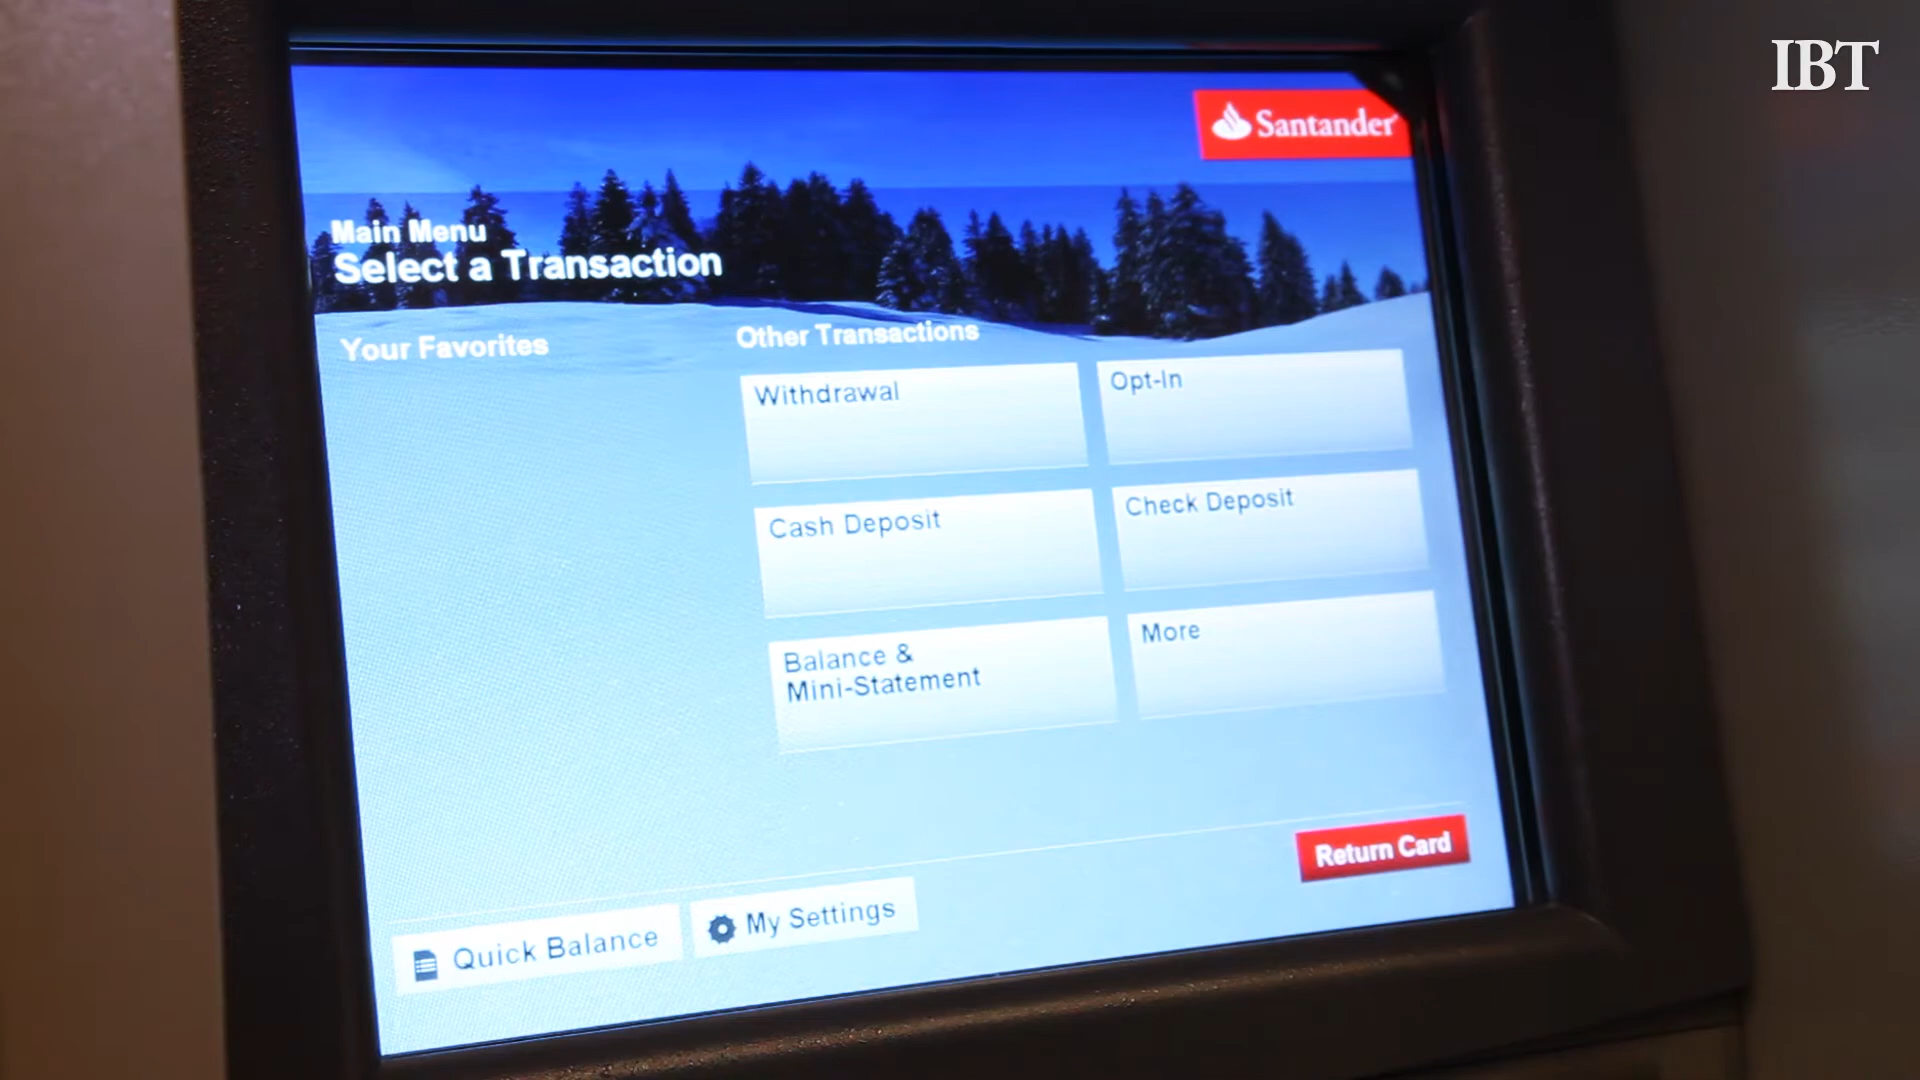 IBT
Santander
Main Menu
Select a Transaction
Your Favorites
Other Transactions
Withdrawal
Opt-In
Cash Deposit
Check Deposit
Balance &
Mini-Statement
More
Return Card
Quick Balance
My Settings